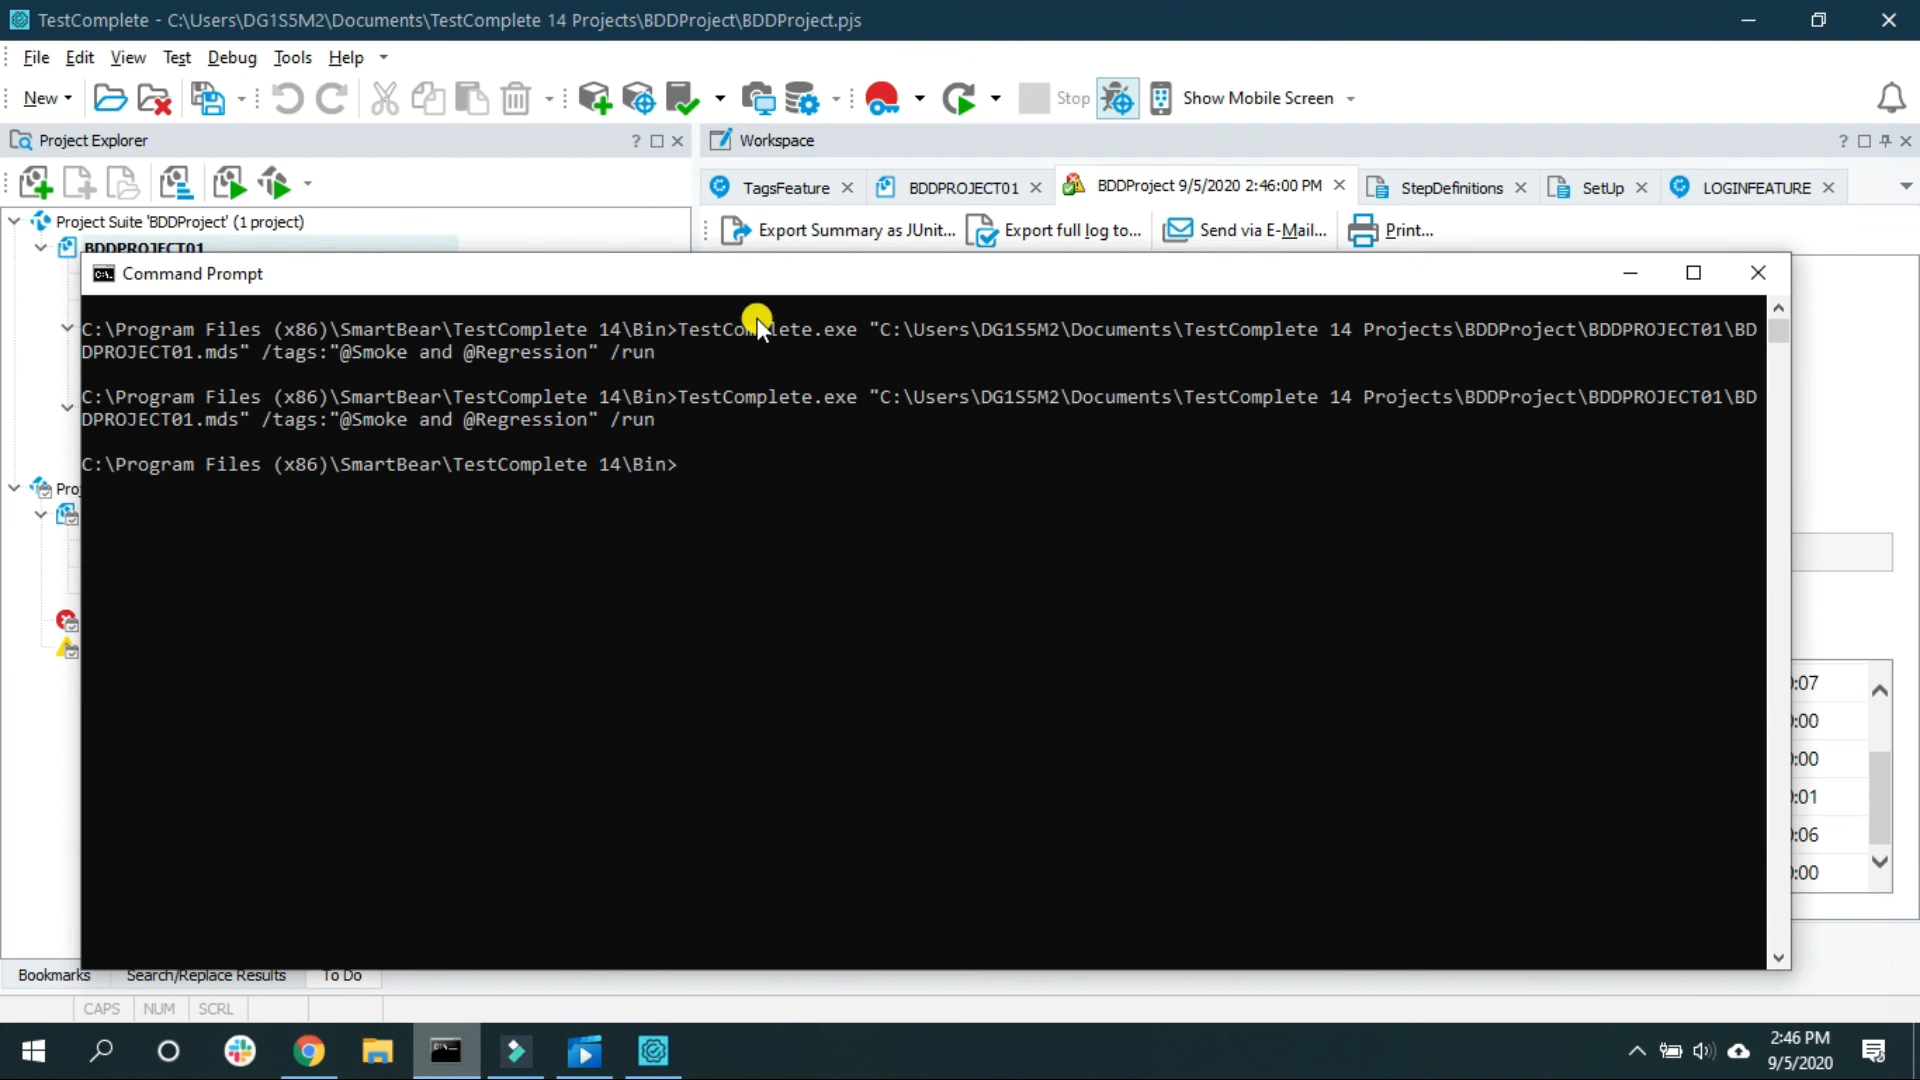 TestComplete - C:\Users\DG1S5M2\Documents\TestComplete 14 Projects\BDDProject\BDDProject.pjs
File Edit View Test Debug Tools Help
New Stop Show Mobile Screen
Project Explorer ?
Workspace ?
TagsFeature BDDPROJECT01 BDDProject 9/5/2020 2:46:00 PM StepDefinitions SetUp LOGINFEATURE
Project Suite 'BDDProject' (1 project)
Export Summary as JUnit... Export full log to... Send via E-Mail... Print...
BDDPROJECT01
Command Prompt
C:\Program Files (x86)\SmartBear\TestComplete 14\Bin>TestComplete.exe "C:\Users\DG1S5M2\Documents\TestComplete 14 Projects\BDDProject\BDDPROJECT01\BD
DPROJECT01.mds" /tags:"@Smoke and @Regression" /run
C:\Program Files (x86)\SmartBear\TestComplete 14\Bin>TestComplete.exe "C:\Users\DG1S5M2\Documents\TestComplete 14 Projects\BDDProject\BDDPROJECT01\BD
DPROJECT01.mds" /tags:"@Smoke and @Regression" /run
C:\Program Files (x86)\SmartBear\TestComplete 14\Bin>
Pro
:07
:00
:00
:01
:06
:00
Bookmarks Search/Replace Results To Do
CAPS NUM SCRL
2:46 PM
9/5/2020